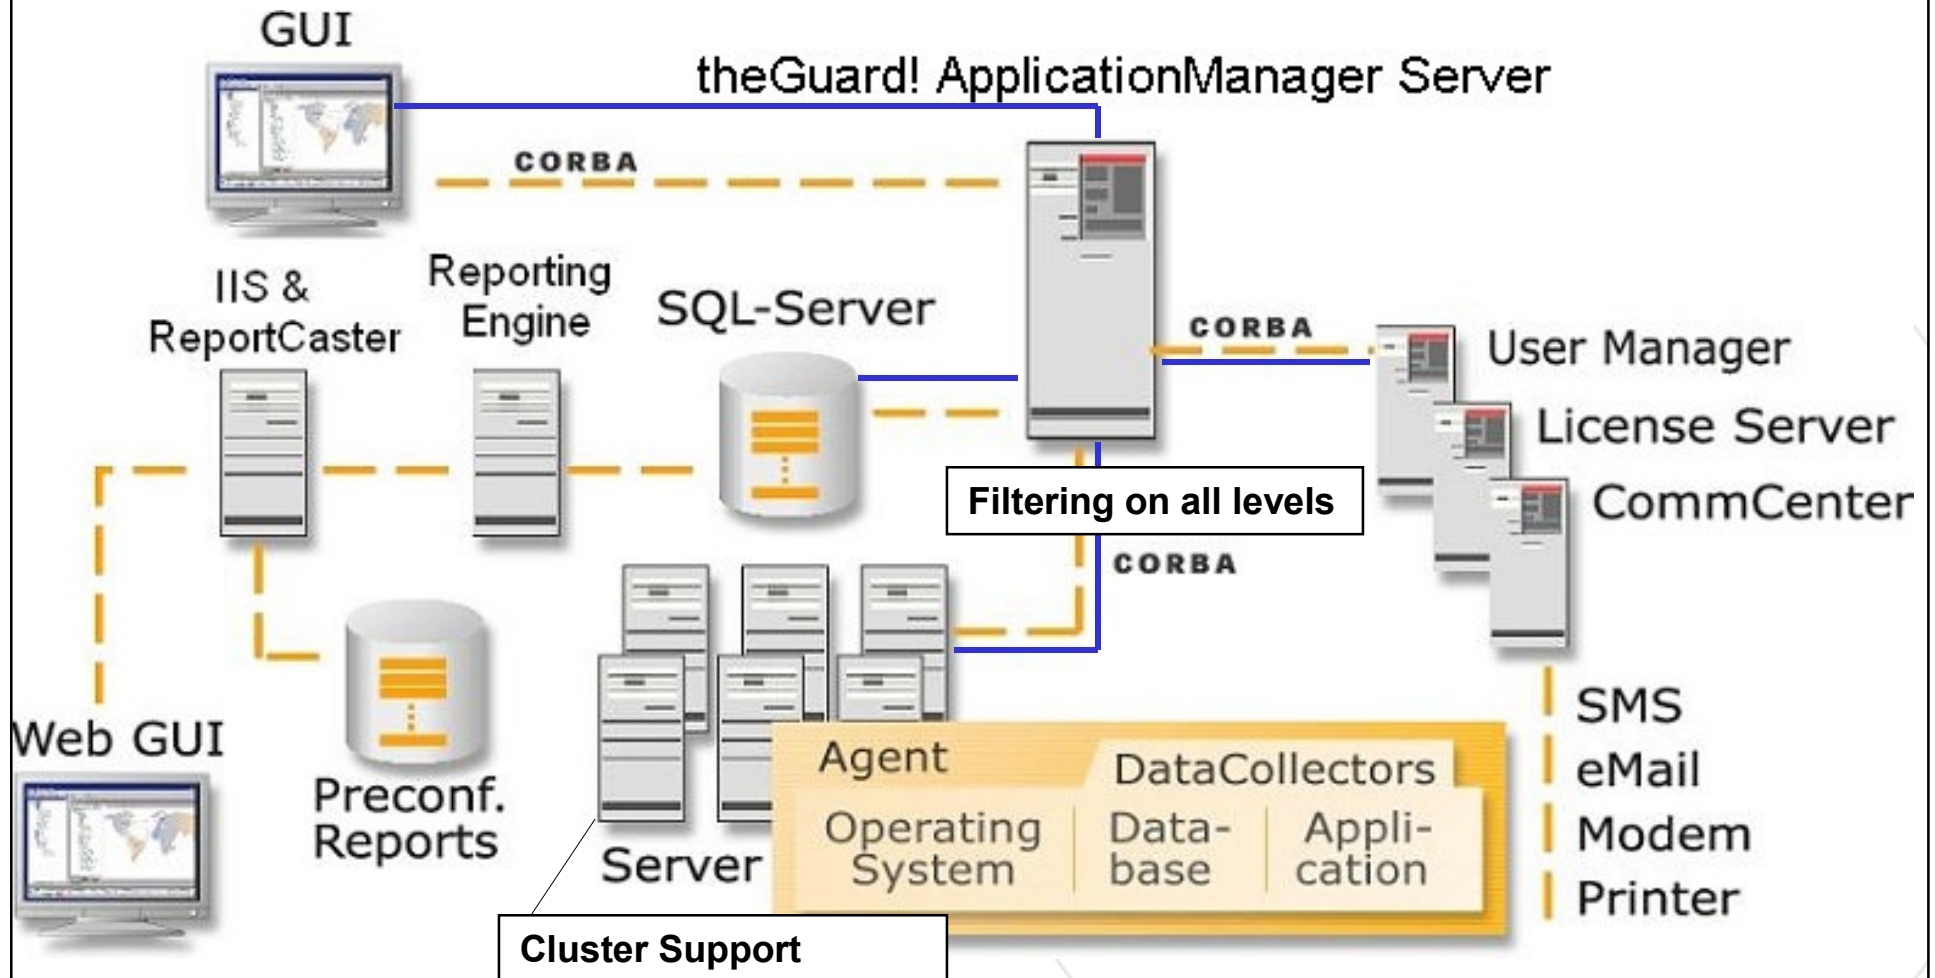 GUI
theGuard! ApplicationManager Server
CORBA
IIS &
ReportCaster
Reporting
Engine
SQL-Server
CORBA
User Manager
License Server
CommCenter
Filtering on all levels
CORBA
Web GUI
Preconf.
Reports
Server
Agent
DataCollectors
Operating
System
Data-
base
Appli-
cation
SMS
eMail
Modem
Printer
Cluster Support